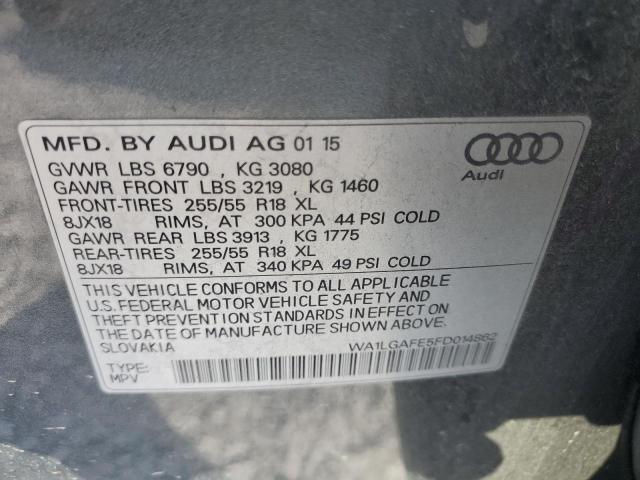 MFD. BY AUDI AG 01 15
GVWR LBS 6790 , KG 3080
GAWR FRONT LBS 3219 , KG 1460
FRONT-TIRES 255/55 R18 XL
8JX18 RIMS, AT 300 KPA 44 PSI COLD
GAWR REAR LBS 3913 , KG 1775
REAR-TIRES 255/55 R18 XL
8JX18 RIMS, AT 340 KPA 49 PSI COLD
Audi
THIS VEHICLE CONFORMS TO ALL APPLICABLE
U.S. FEDERAL MOTOR VEHICLE SAFETY AND
THEFT PREVENTION STANDARDS IN EFFECT ON
THE DATE OF MANUFACTURE SHOWN ABOVE.
SLOVAKIA
WA1LGAFE5FD014862
TYPE:
MPV